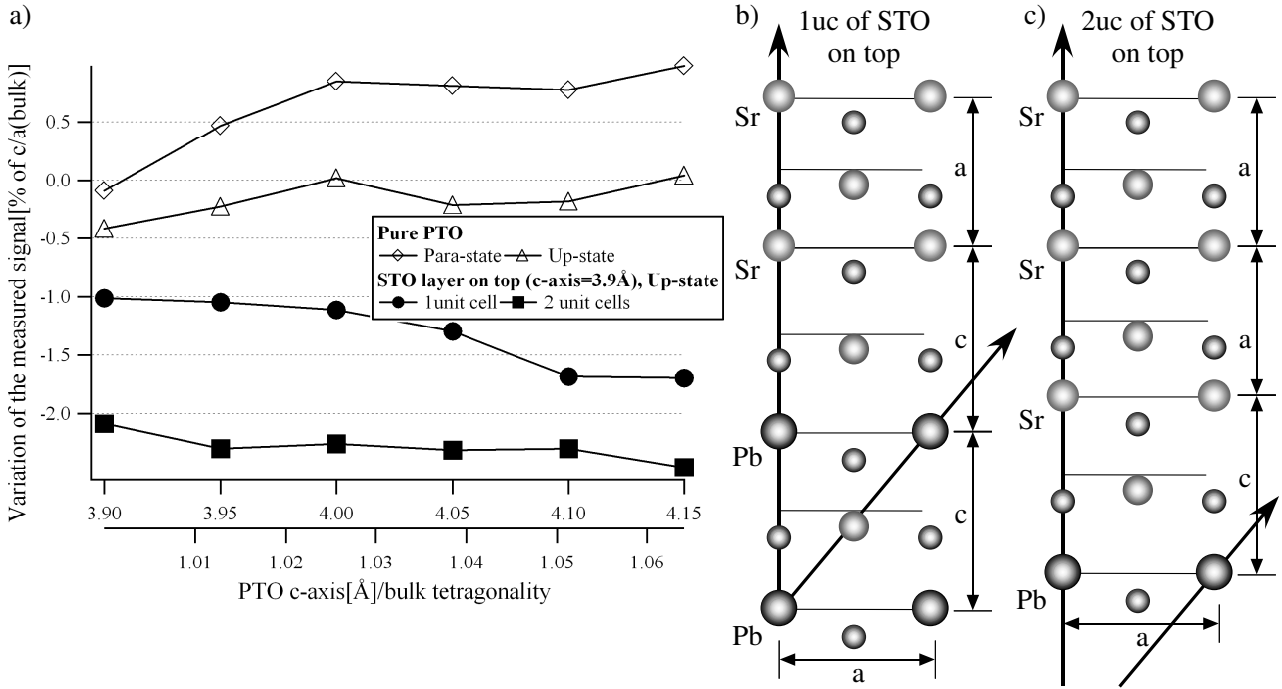 a)
Variation of the measured signal[% of c/a(bulk)]
0.5
0.0
-0.5
-1.0
-1.5
-2.0
Pure PTO
Para-state Up-state
STO layer on top (c-axis=3.9Å), Up-state
1unit cell 2 unit cells
3.90 3.95 4.00 4.05 4.10 4.15
1.01 1.02 1.03 1.04 1.05 1.06
PTO c-axis[Å]/bulk tetragonality
b)
1uc of STO
on top
Sr
a
Sr
c
Pb
c
Pb
a
c)
2uc of STO
on top
Sr
a
Sr
a
Sr
c
Pb
a